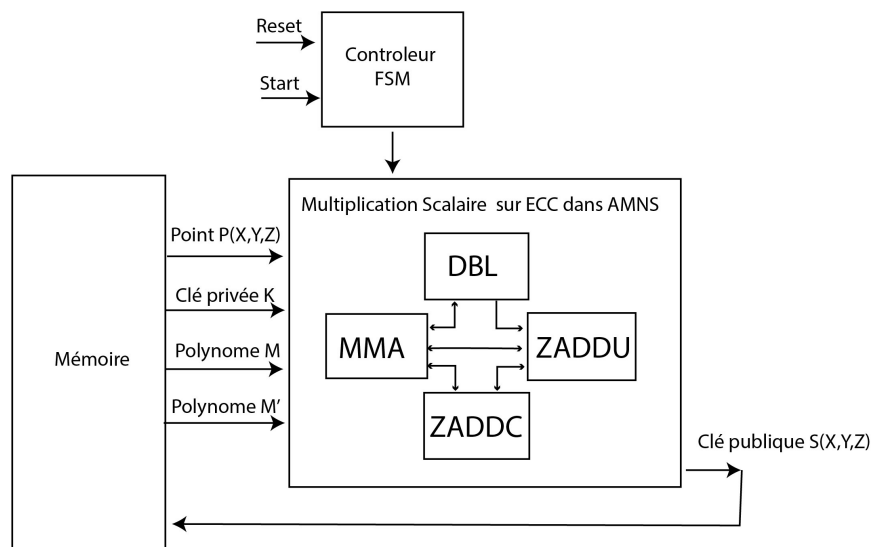 Reset
Start
Controleur
FSM
Mémoire
Point P(X,Y,Z)
Clé privée K
Polynome M
Polynome M'
Multiplication Scalaire sur ECC dans AMNS
DBL
MMA
ZADDU
ZADDC
Clé publique S(X,Y,Z)